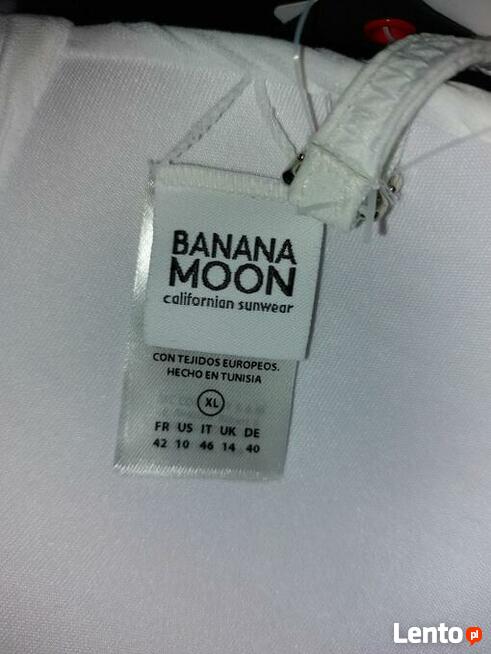 BANANA
MOON
californian sunwear
CON TEJIDOS EUROPEOS.
HECHO EN TUNISIA
XL
FR US IT UK DE
42 10 46 14 40
Lento.pl